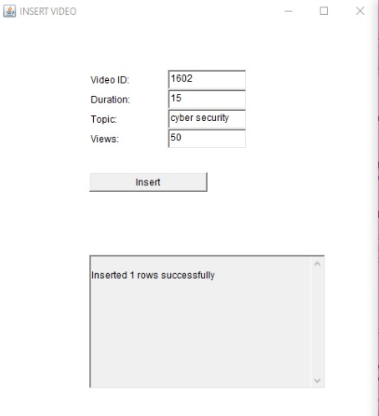 INSERT VIDEO
Video ID: 1602
Duration: 15
Topic: cyber security
Views: 50
Insert
Inserted 1 rows successfully